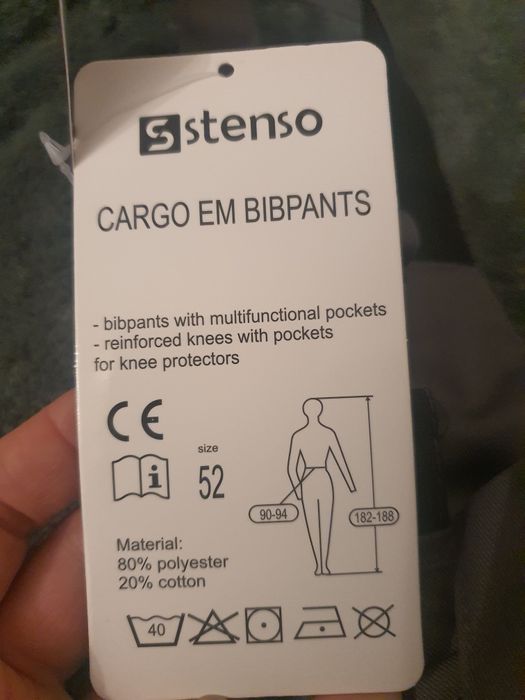 stenso
CARGO EM BIBPANTS
- bibpants with multifunctional pockets
- reinforced knees with pockets
for knee protectors
CE
size
i
52
90-94
182-188
Material:
80% polyester
20% cotton
40